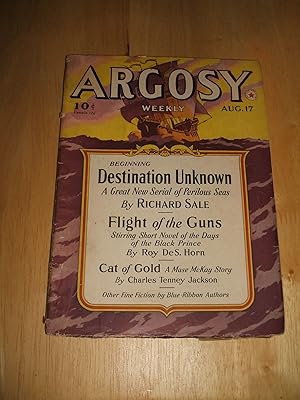 ARGOSY
10¢
WEEKLY
AUG. 17
BEGINNING
Destination Unknown
A Great New Serial of Perilous Seas
By RICHARD SALE
Flight of the Guns
Stirring Short Novel of the Days
of the Black Prince
By Roy DeS. Horn
Cat of Gold A Mase McKay Story
By Charles Tenney Jackson
Other Fine Fiction by Blue Ribbon Authors